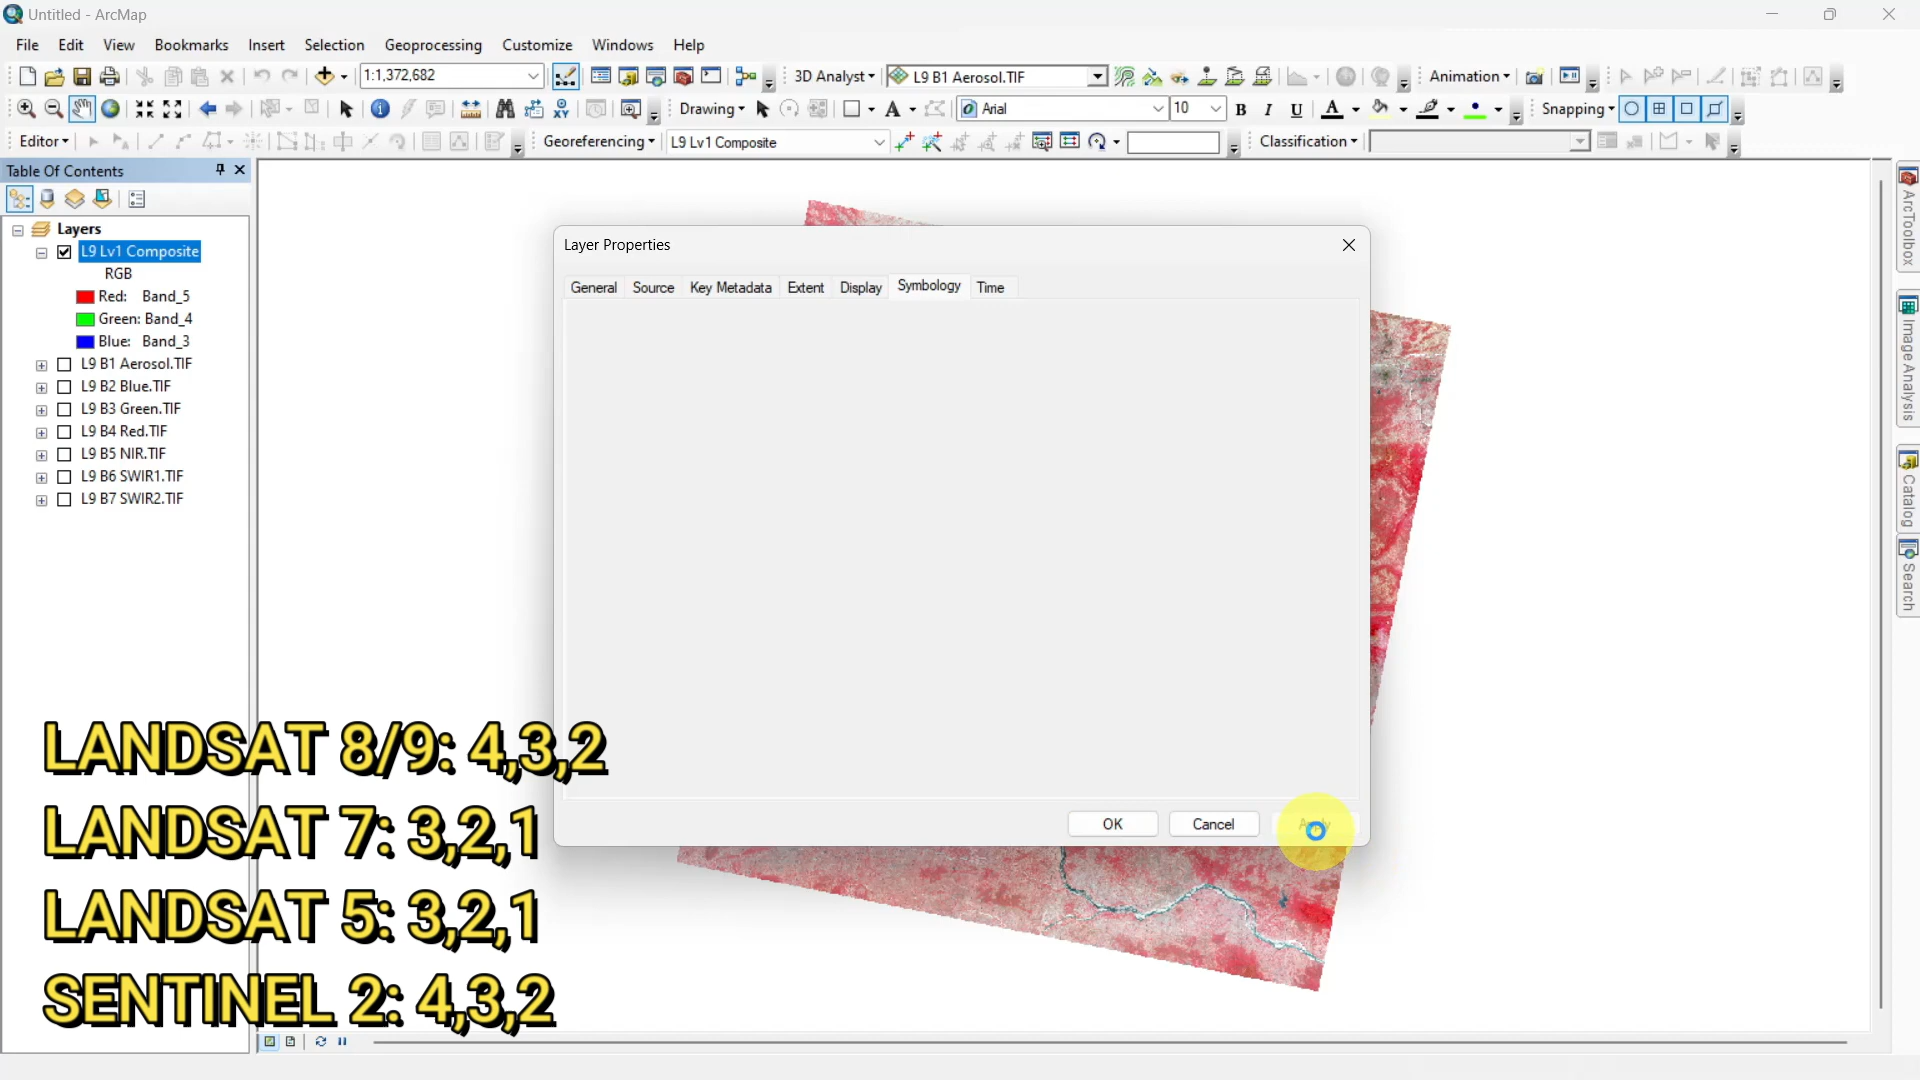 Untitled - ArcMap
File Edit View Bookmarks Insert Selection Geoprocessing Customize Windows Help
1:1,372,682 3D Analyst L9 B1 Aerosol.TIF Animation
Drawing A Arial 10 B I U A Snapping
Editor Georeferencing L9 Lv1 Composite Classification
Table Of Contents
Layers
L9 Lv1 Composite
RGB
Red: Band_5
Green: Band_4
Blue: Band_3
L9 B1 Aerosol.TIF
L9 B2 Blue.TIF
L9 B3 Green.TIF
L9 B4 Red.TIF
L9 B5 NIR.TIF
L9 B6 SWIR1.TIF
L9 B7 SWIR2.TIF
Layer Properties
General Source Key Metadata Extent Display Symbology Time
OK Cancel Apply
ArcToolbox
Image Analysis
Catalog
Search
LANDSAT 8/9: 4,3,2
LANDSAT 7: 3,2,1
LANDSAT 5: 3,2,1
SENTINEL 2: 4,3,2